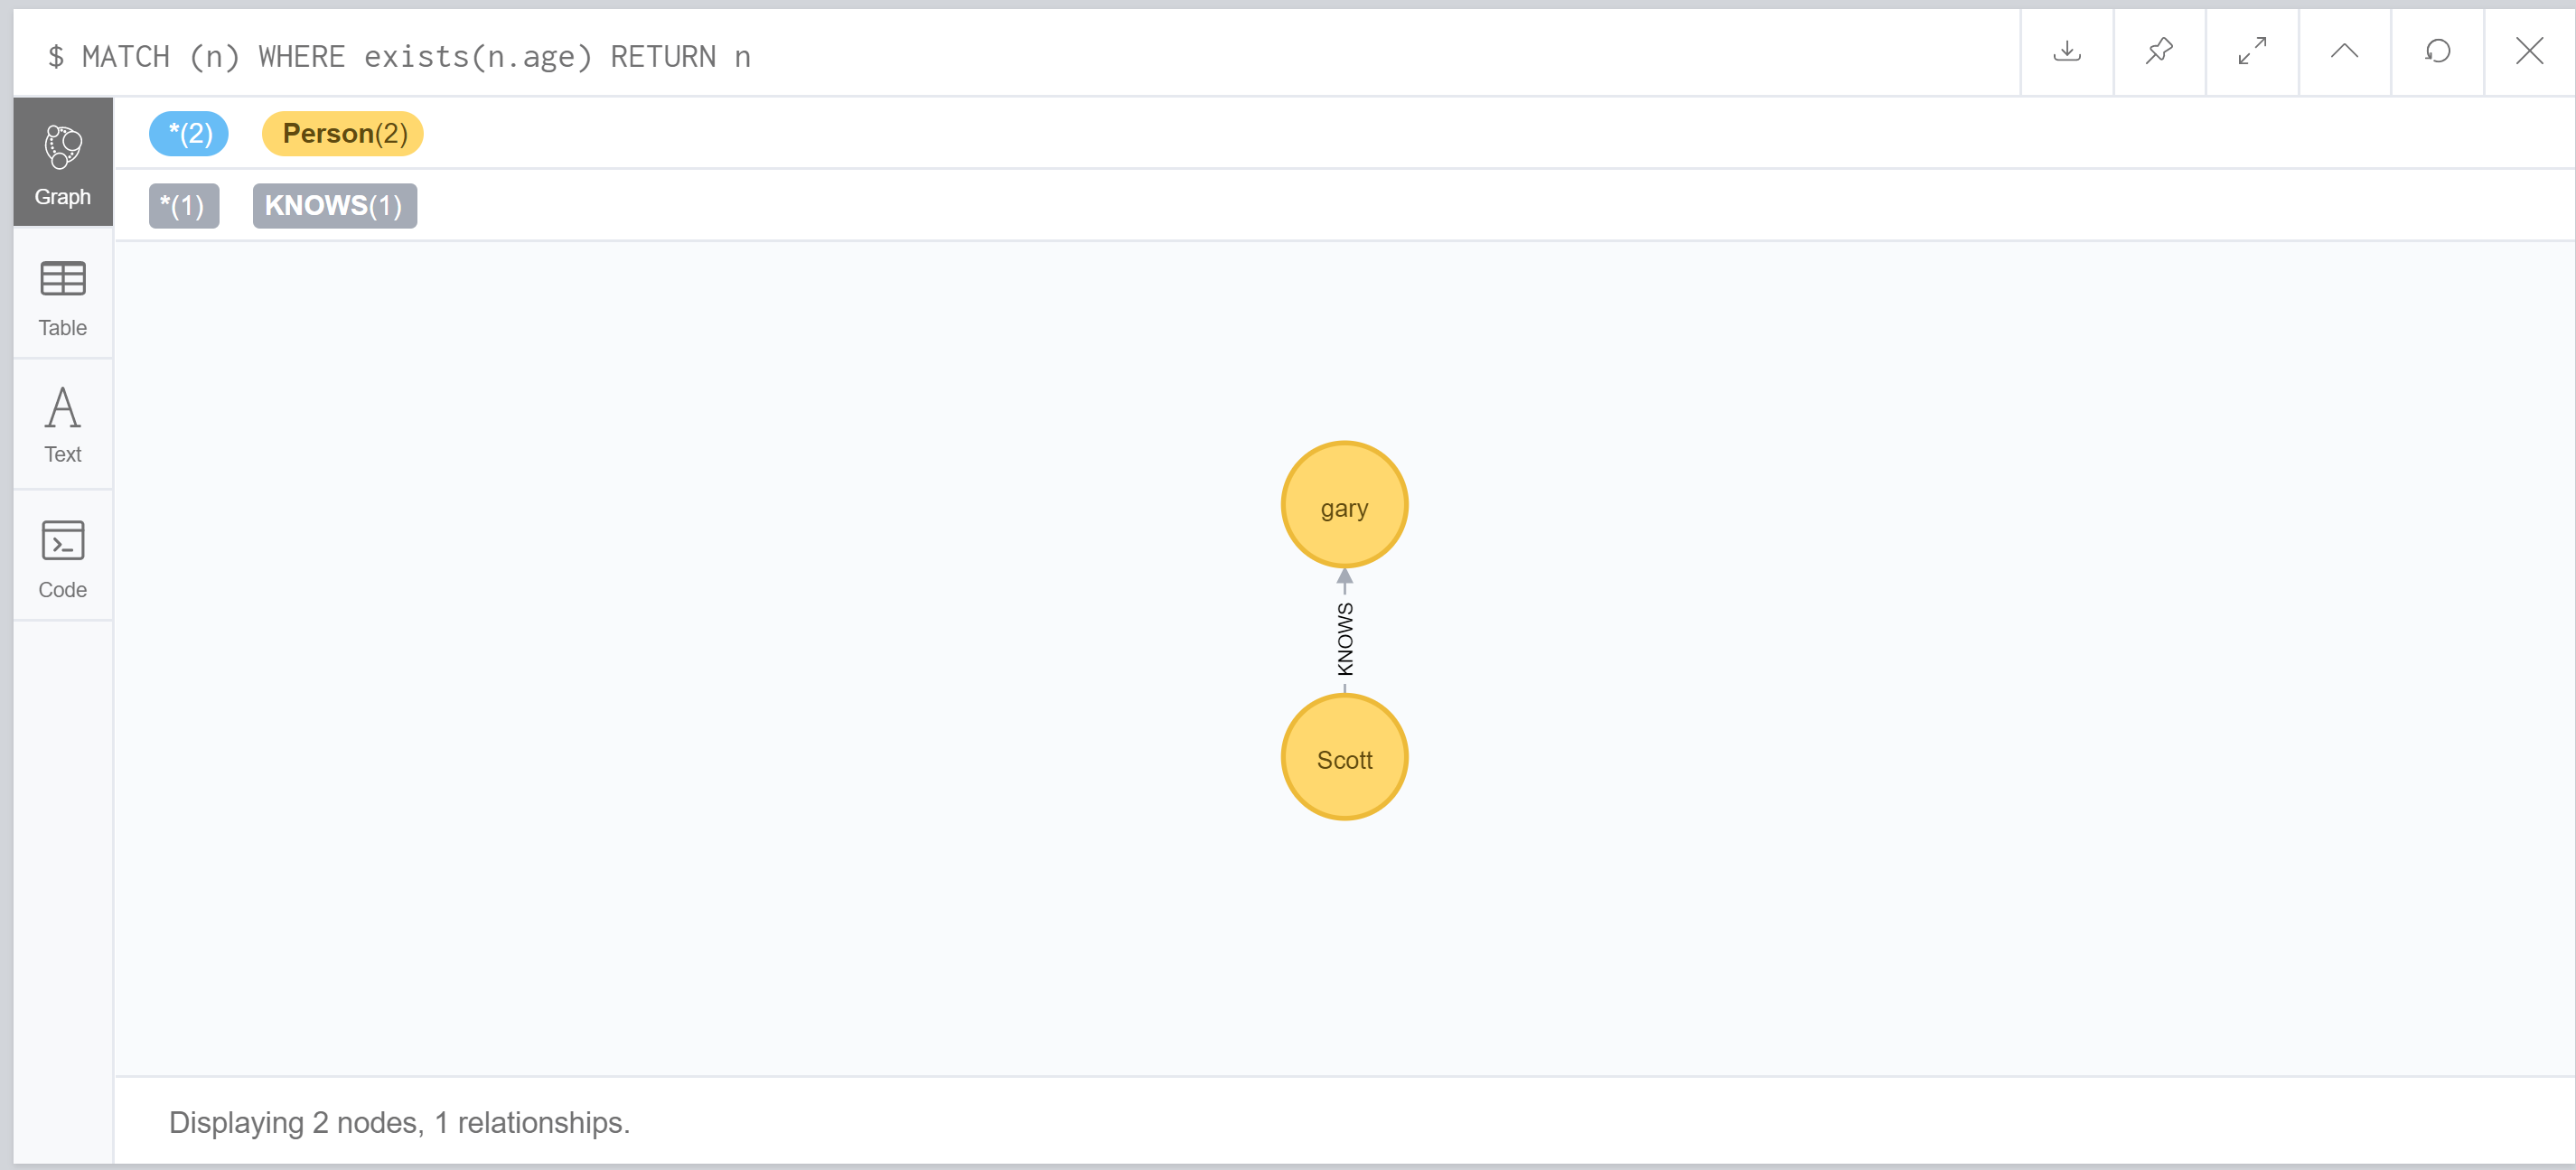 $ MATCH (n) WHERE exists(n.age) RETURN n
*(2) Person(2)
Graph
*(1) KNOWS(1)
Table
Text
Code
gary
KNOWS
Scott
Displaying 2 nodes, 1 relationships.